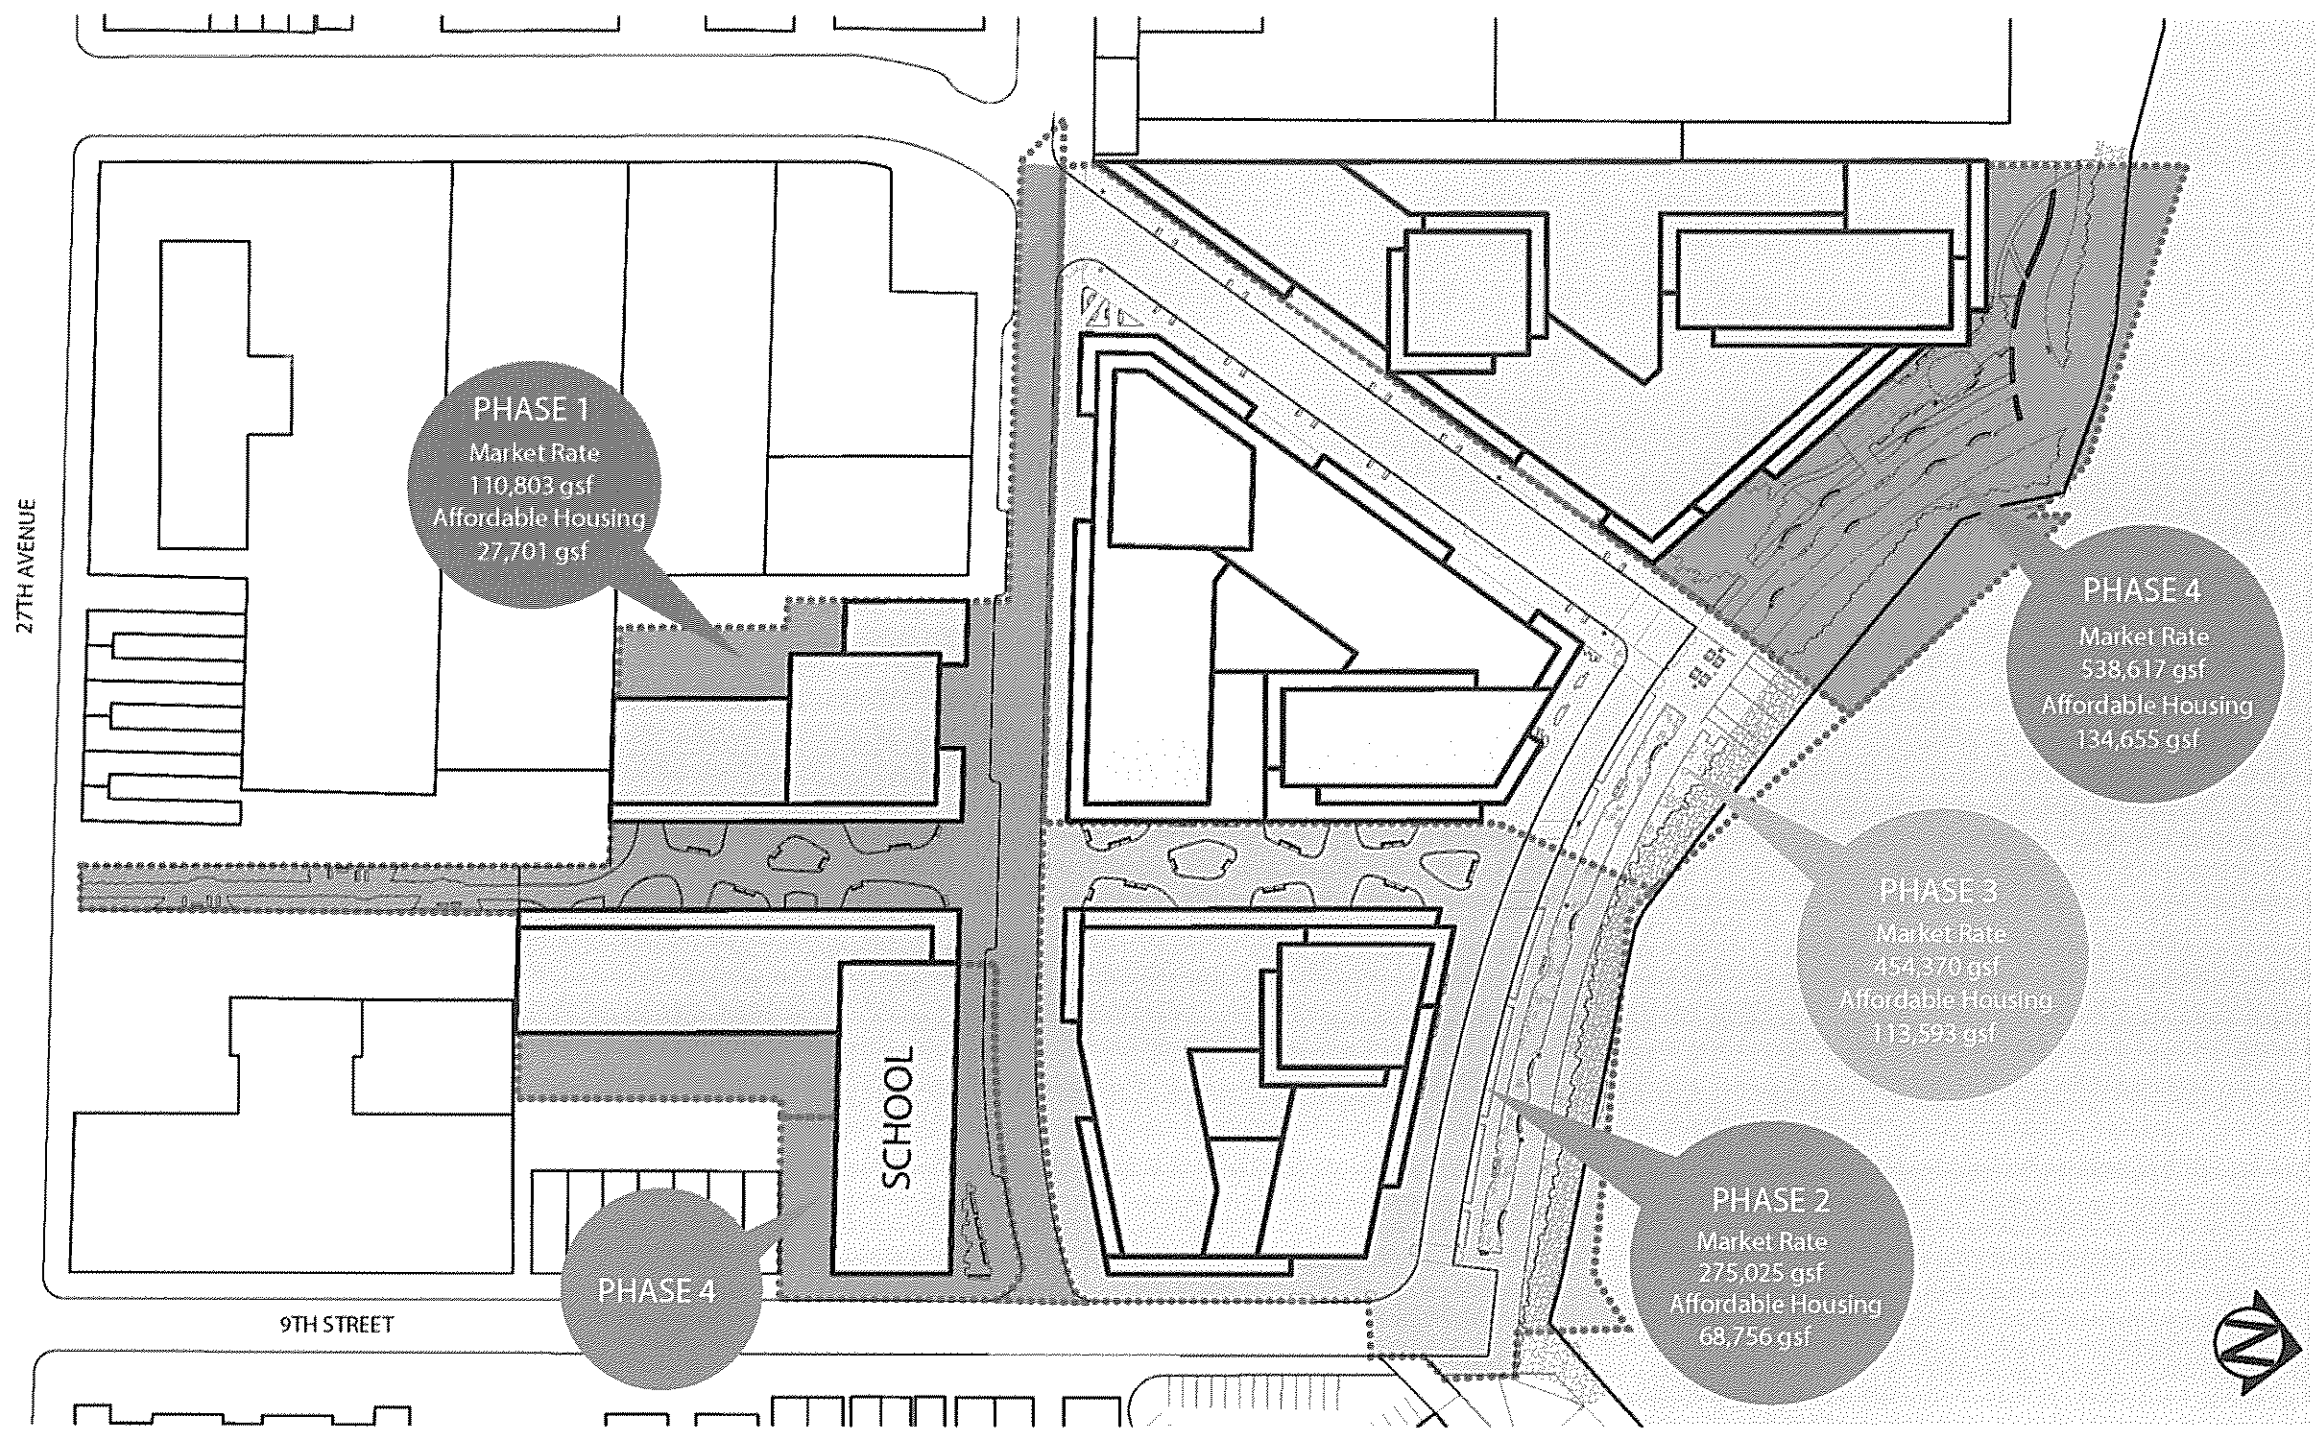 PHASE 1
Market Rate
110,803 gsf
Affordable Housing
27,701 gsf
27TH AVENUE
PHASE 4
Market Rate
538,617 gsf
Affordable Housing
134,655 gsf
PHASE 3
Market Rate
454,370 gsf
Affordable Housing
113,593 gsf
SCHOOL
PHASE 2
Market Rate
275,025 gsf
Affordable Housing
68,756 gsf
PHASE 4
9TH STREET
N